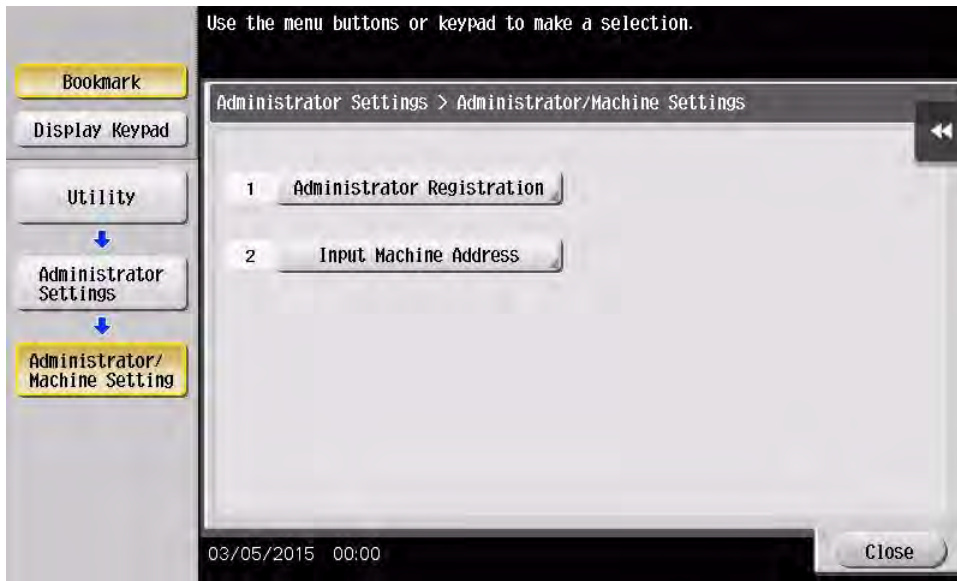 Use the menu buttons or keypad to make a selection.
Bookmark
Display Keypad
Utility
Administrator
Settings
Administrator/
Machine Setting
Administrator Settings > Administrator/Machine Settings
1 Administrator Registration
2 Input Machine Address
03/05/2015 00:00
Close